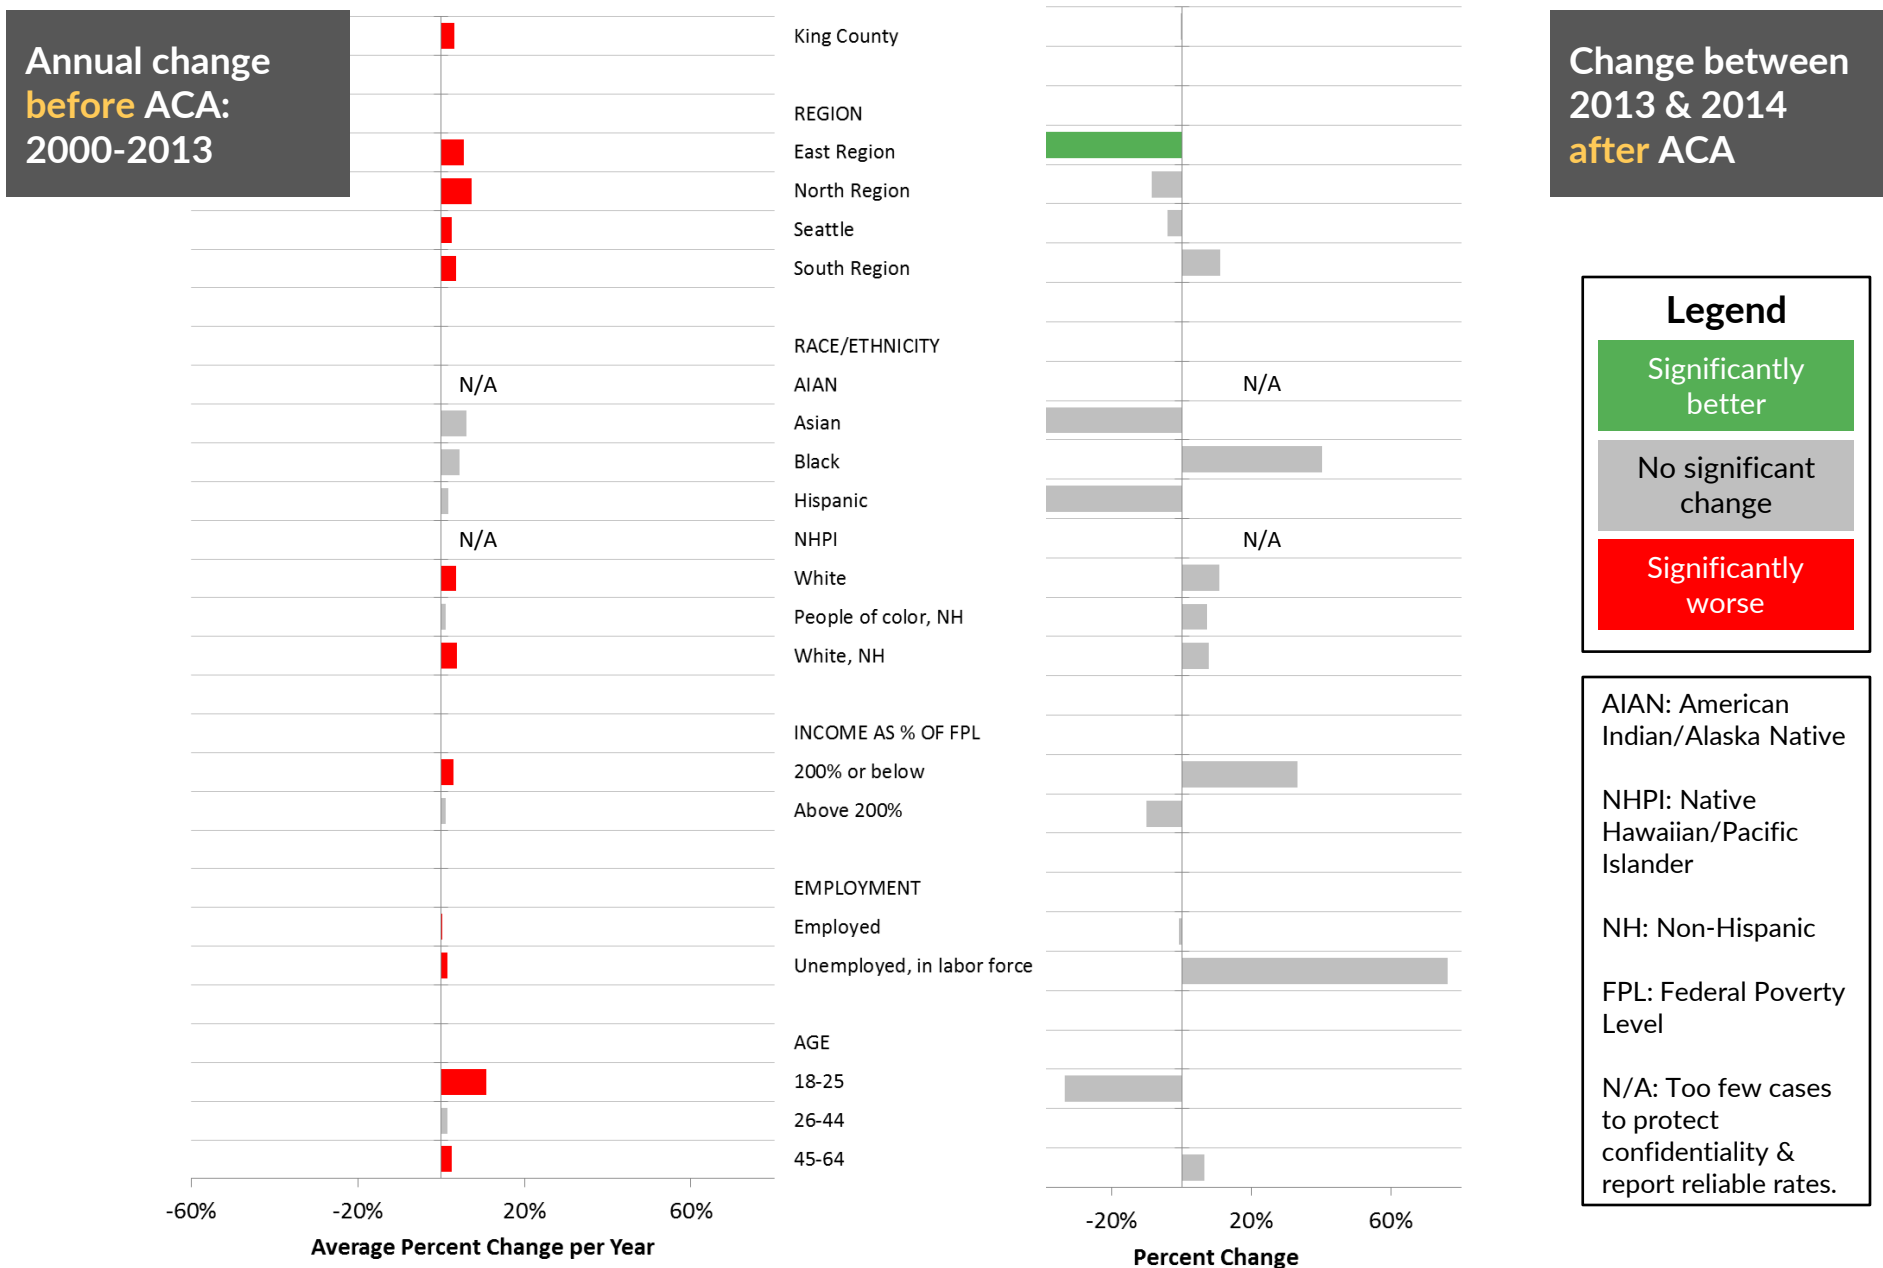 Annual change
before ACA:
2000-2013
Change between
2013 & 2014
after ACA
King County
REGION
East Region
North Region
Seattle
South Region
RACE/ETHNICITY
N/A
AIAN
N/A
Asian
Black
Hispanic
N/A
NHPI
N/A
White
People of color, NH
White, NH
INCOME AS % OF FPL
200% or below
Above 200%
EMPLOYMENT
Employed
Unemployed, in labor force
AGE
18-25
26-44
45-64
-60%
-20%
20%
60%
Average Percent Change per Year
-20%
20%
60%
Percent Change
Legend
Significantly
better
No significant
change
Significantly
worse
AIAN: American
Indian/Alaska Native
NHPI: Native
Hawaiian/Pacific
Islander
NH: Non-Hispanic
FPL: Federal Poverty
Level
N/A: Too few cases
to protect
confidentiality &
report reliable rates.